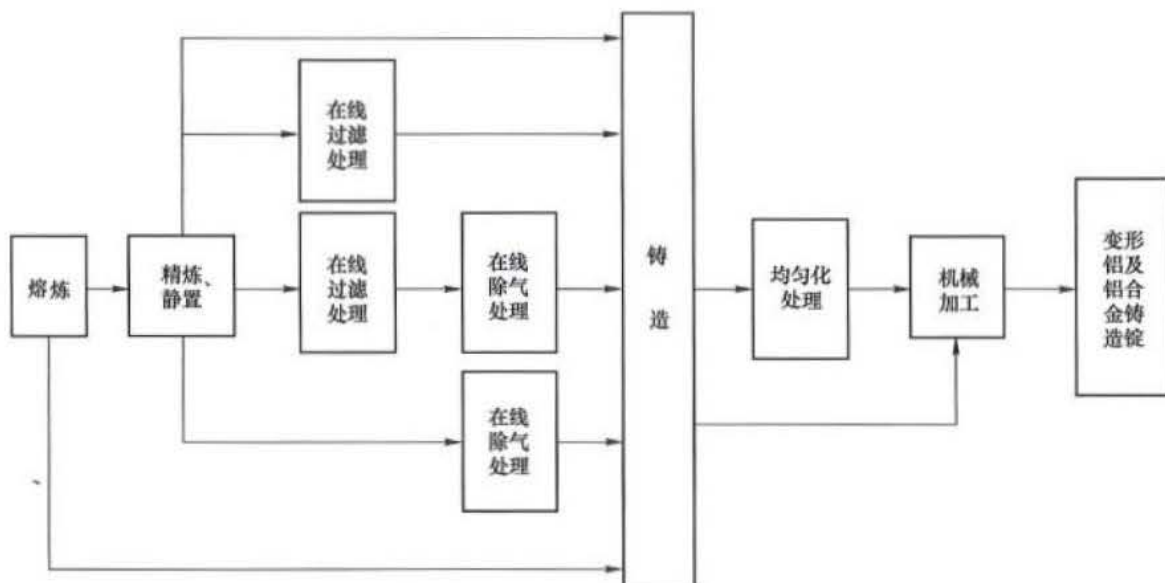 在线
过滤
处理
熔炼
精炼、
静置
在线
过滤
处理
在线
除气
处理
在线
除气
处理
铸
造
均匀化
处理
机械
加工
变形
铝及
铝合
金铸
造锭